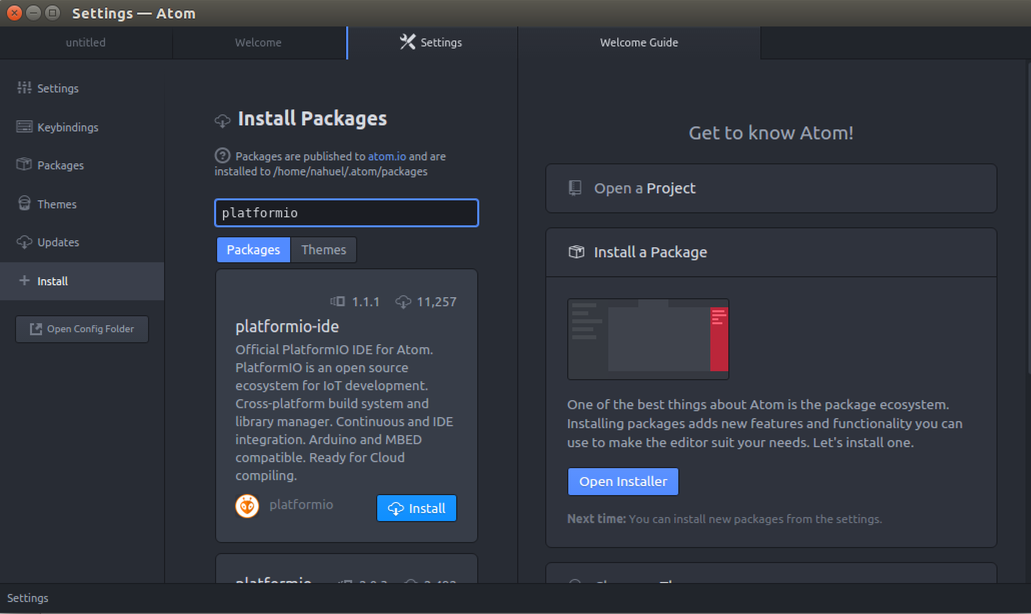 Settings — Atom
untitled
Welcome
Settings
Welcome Guide
Settings
Keybindings
Packages
Themes
Updates
Install
Open Config Folder
Install Packages
Packages are published to atom.io and are
installed to /home/nahuel/.atom/packages
platformio
Packages
Themes
1.1.1
11,257
platformio-ide
Official PlatformIO IDE for Atom.
PlatformIO is an open source
ecosystem for IoT development.
Cross-platform build system and
library manager. Continuous and IDE
integration. Arduino and MBED
compatible. Ready for Cloud
compiling.
platformio
Install
platformio
Get to know Atom!
Open a Project
Install a Package
One of the best things about Atom is the package ecosystem.
Installing packages adds new features and functionality you can
use to make the editor suit your needs. Let's install one.
Open Installer
Next time: You can install new packages from the settings.
Settings